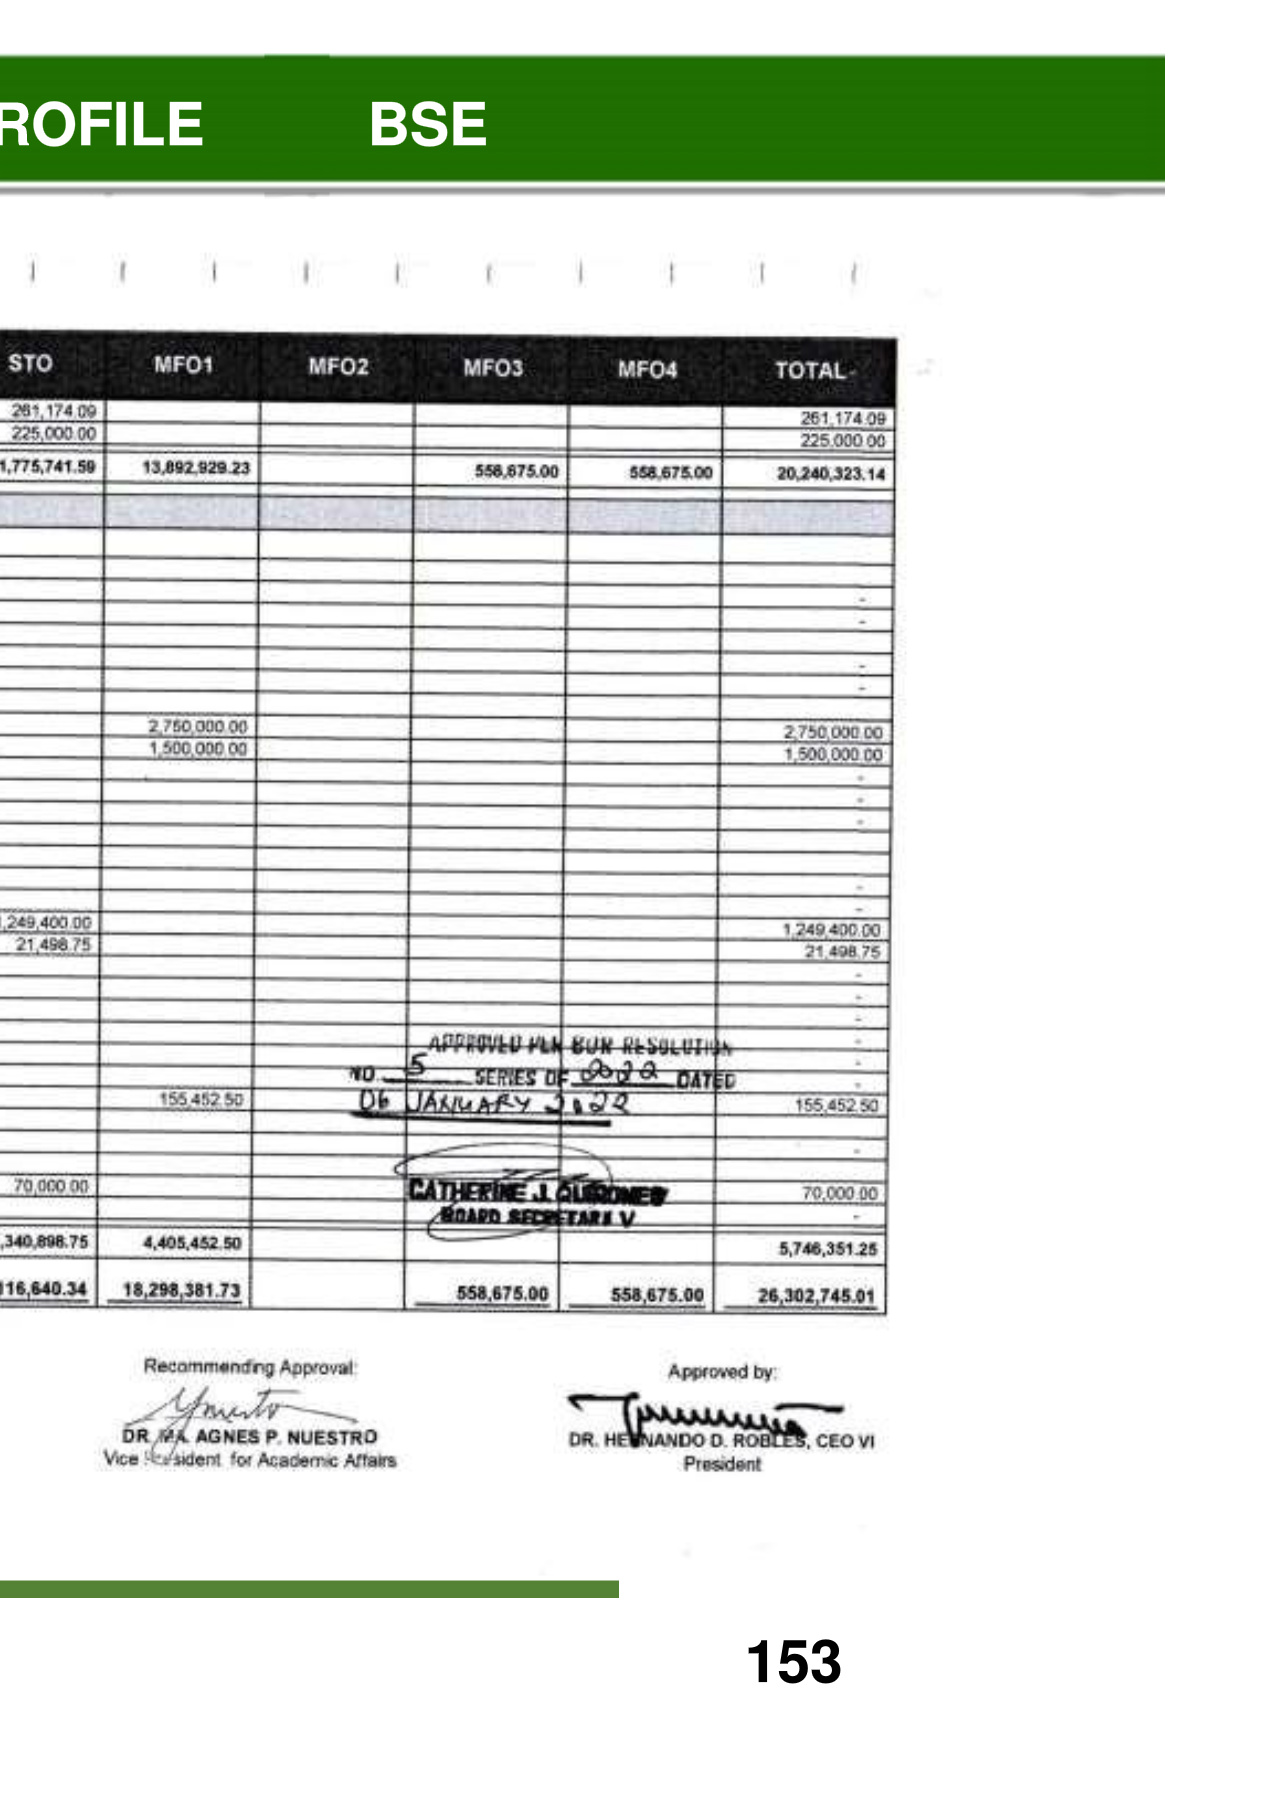 ROFILE BSE
STO MFO1 MFO2 MFO3 MFO4 TOTAL-
261,174.09 261,174.09
225,000.00 225,000.00
1,775,741.59 13,892,929.23 558,675.00 558,675.00 20,240,323.14
-
-
-
-
2,750,000.00 2,750,000.00
1,500,000.00 1,500,000.00
-
-
-
-
-
,249,400.00 1,249,400.00
21,498.75 21,498.75
-
-
-
-
APPROVED PER BOR RESOLUTION
NO 5 SERIES OF 2022 DATED
-
06 JANUARY 2022
155,452.50 155,452.50
-
70,000.00 70,000.00
CATHERINE J. QUIRONES
BOARD SECRETARY V
-
,340,898.75 4,405,452.50 5,746,351.25
116,640.34 18,298,381.73 558,675.00 558,675.00 26,302,745.01
Recommending Approval: Approved by:
DR. MA. AGNES P. NUESTRO DR. HERNANDO D. ROBLES, CEO VI
Vice President for Academic Affairs President
153